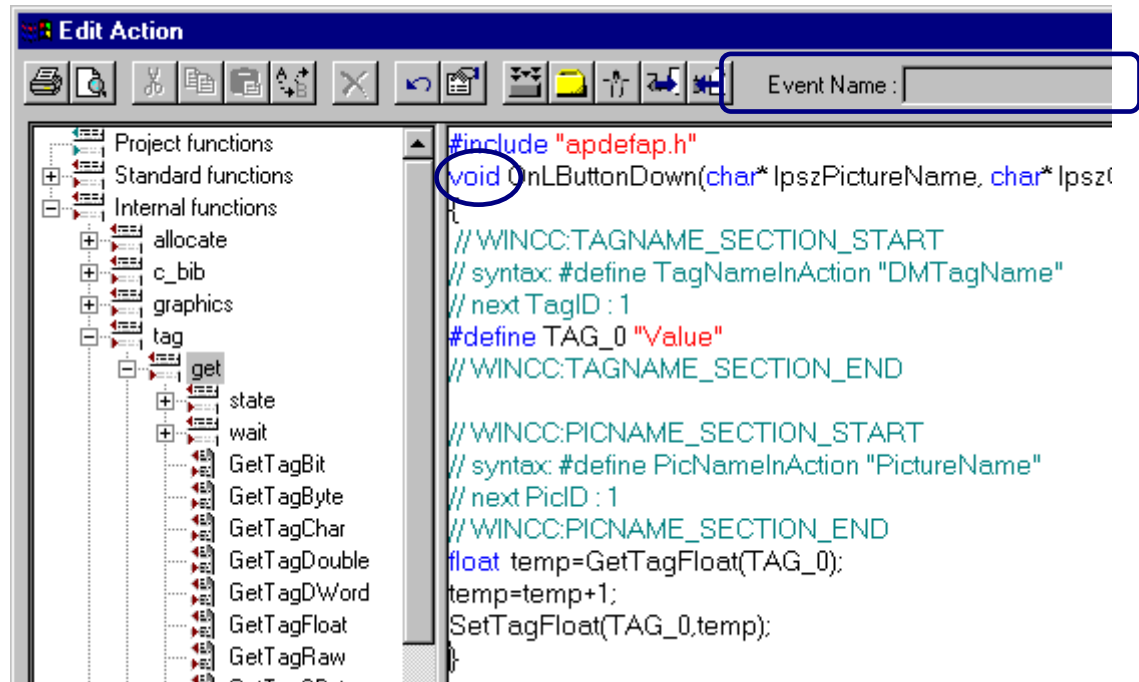 Edit Action
Event Name :
Project functions
Standard functions
Internal functions
allocate
c_bib
graphics
tag
get
state
wait
GetTagBit
GetTagByte
GetTagChar
GetTagDouble
GetTagDWord
GetTagFloat
GetTagRaw
#include "apdefap.h"
void OnLButtonDown(char* lpszPictureName, char* lpsz
{
// WINCC:TAGNAME_SECTION_START
// syntax: #define TagNameInAction "DMTagName"
// next TagID : 1
#define TAG_0 "Value"
// WINCC:TAGNAME_SECTION_END
// WINCC:PICNAME_SECTION_START
// syntax: #define PicNameInAction "PictureName"
// next PicID : 1
// WINCC:PICNAME_SECTION_END
float temp=GetTagFloat(TAG_0);
temp=temp+1;
SetTagFloat(TAG_0,temp);
}